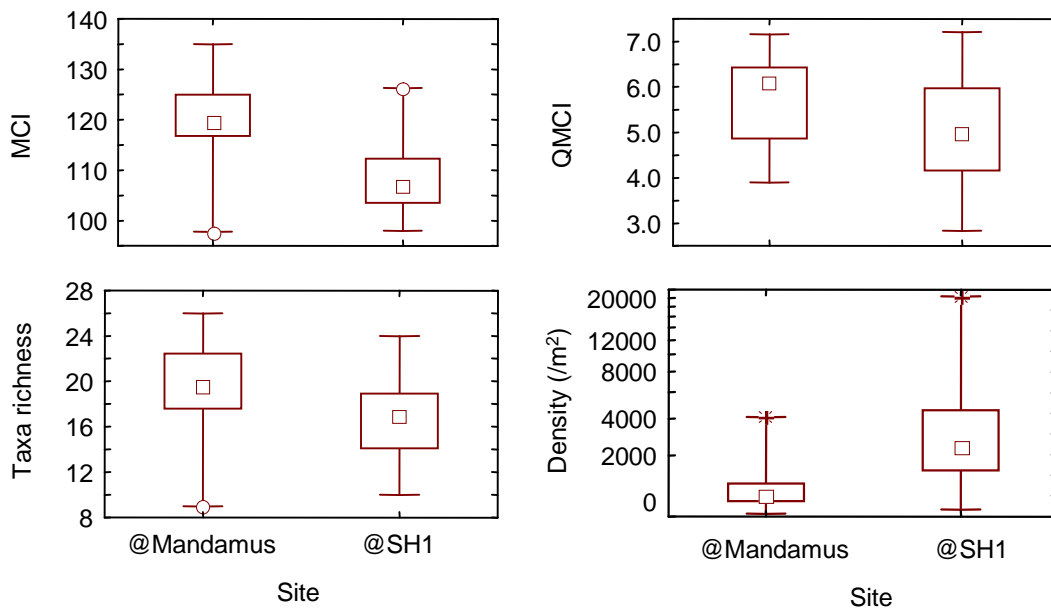 MCI
140
130
120
110
100
QMCI
7.0
6.0
5.0
4.0
3.0
Taxa richness
28
24
20
16
12
8
@Mandamus
@SH1
Site
Density (/m²)
20000
12000
8000
4000
2000
0
@Mandamus
@SH1
Site